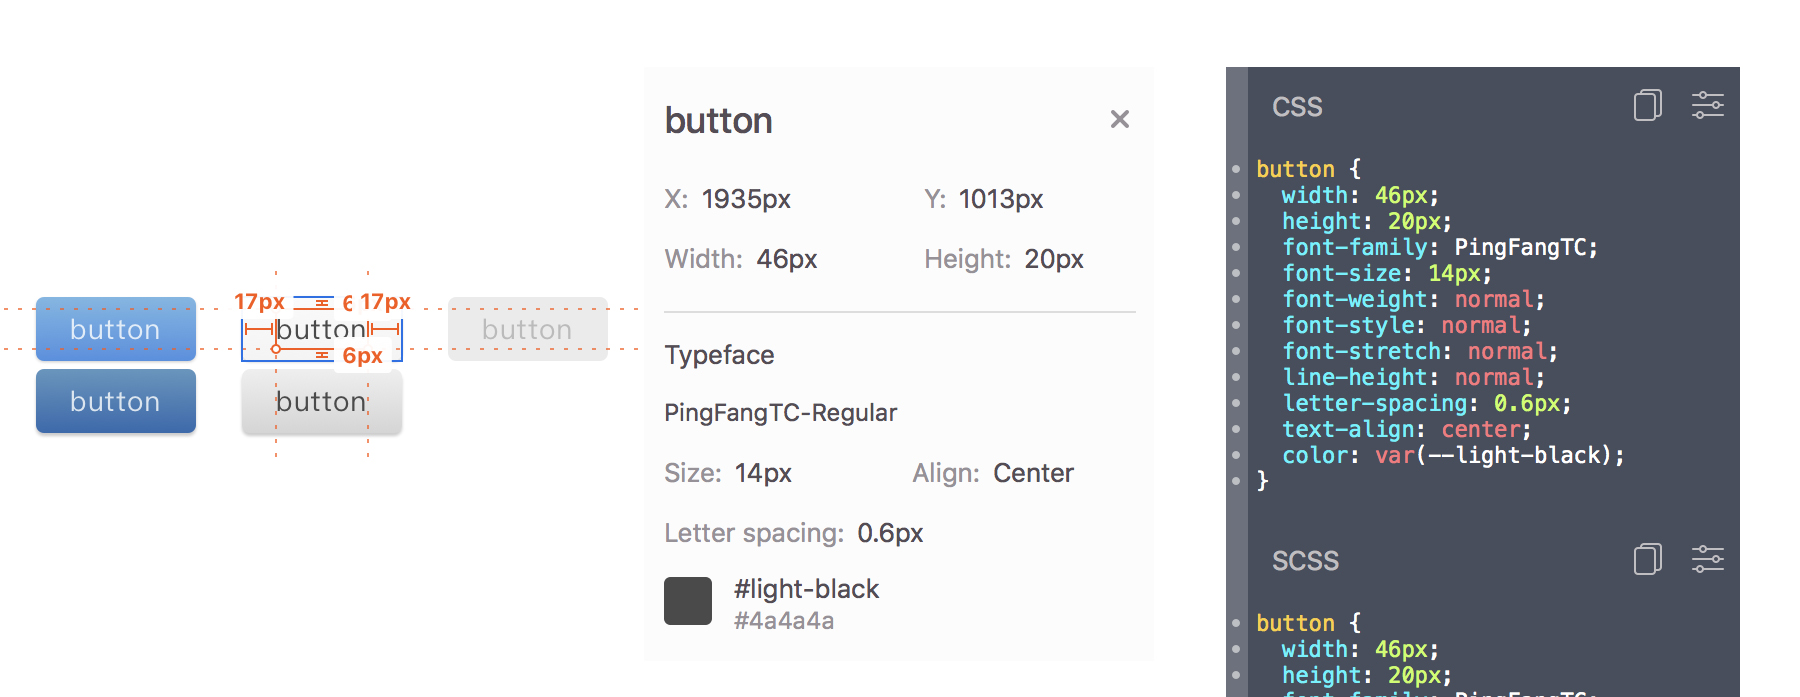 button
button
button
button
button
17px
6
17px
6px
button
×
X: 1935px
Y: 1013px
Width: 46px
Height: 20px
Typeface
PingFangTC-Regular
Size: 14px
Align: Center
Letter spacing: 0.6px
#light-black
#4a4a4a
CSS
button {
width: 46px;
height: 20px;
font-family: PingFangTC;
font-size: 14px;
font-weight: normal;
font-style: normal;
font-stretch: normal;
line-height: normal;
letter-spacing: 0.6px;
text-align: center;
color: var(--light-black);
}
SCSS
button {
width: 46px;
height: 20px;
font-family: PingFangTC;